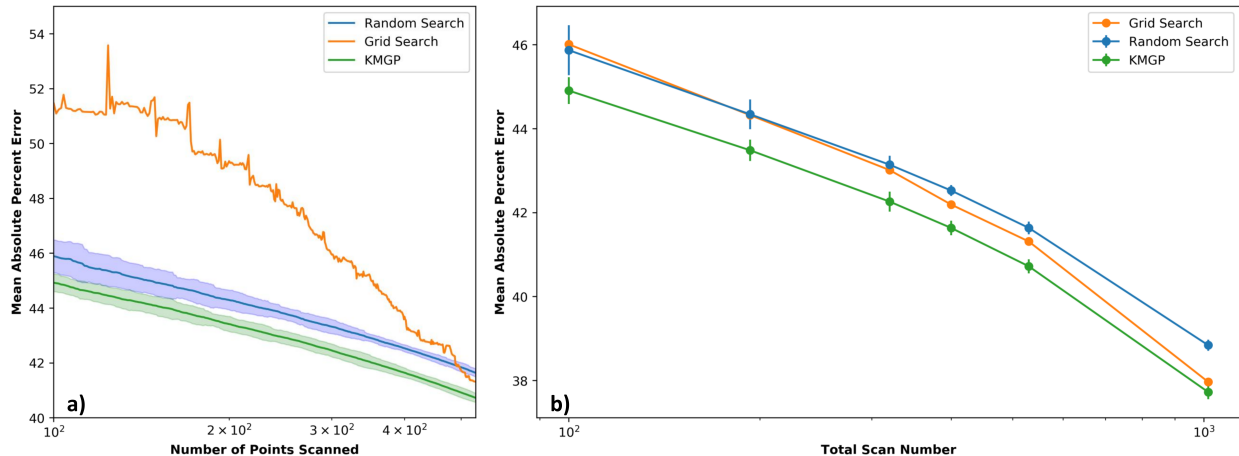 Mean Absolute Percent Error
54
52
50
48
46
44
42
40
Random Search
Grid Search
KMGP
a)
10²
2 × 10²
3 × 10²
4 × 10²
Number of Points Scanned
Mean Absolute Percent Error
46
44
42
40
38
Grid Search
Random Search
KMGP
b)
10²
10³
Total Scan Number